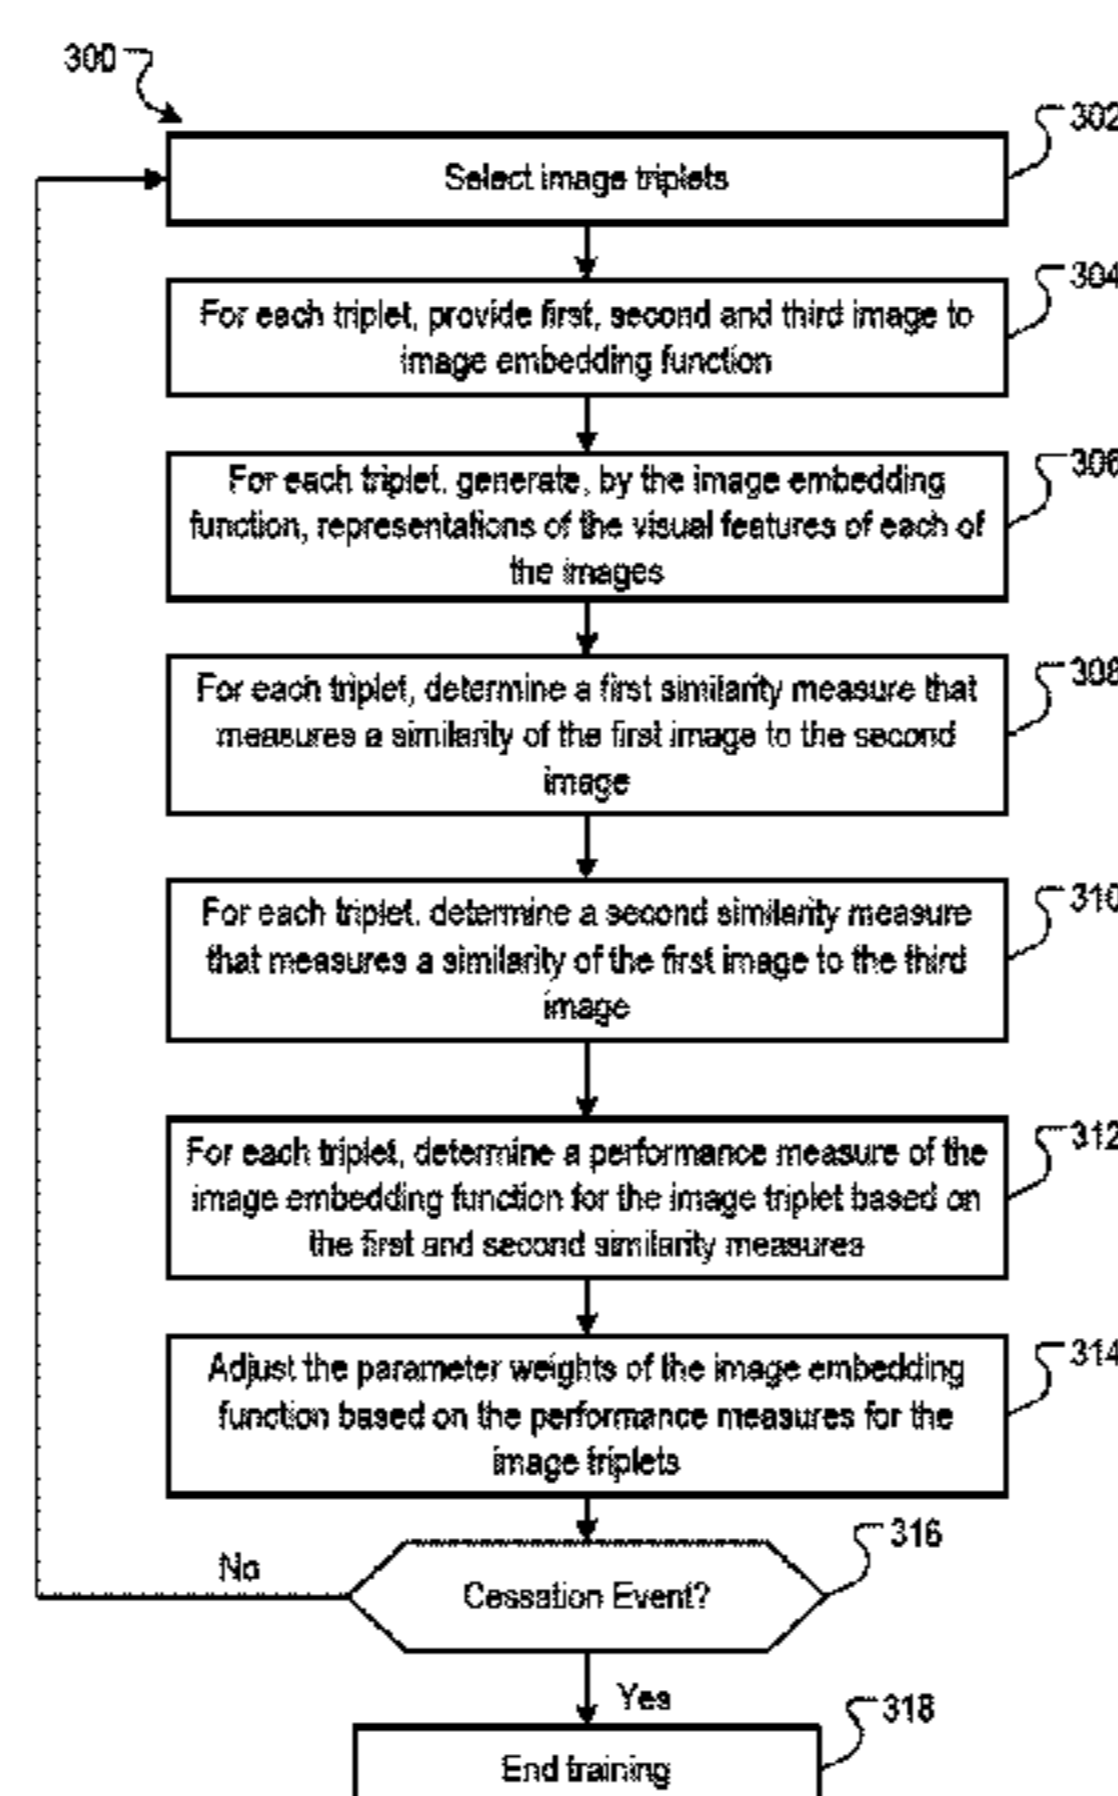 300
302
Select image triplets
304
For each triplet, provide first, second and third image to
image embedding function
306
For each triplet. generate, by the image embedding
function, representations of the visual features of each of
the images
308
For each triplet, determine a first similarity measure that
measures a similarity of the first image to the second
image
310
For each triplet. determine a second similarity measure
that measures a similarity of the first image to the third
image
312
For each triplet, determine a performance measure of the
image embedding function for the image triplet based on
the first and second similarity measures
314
Adjust the parameter weights of the image embedding
function based on the performance measures for the
image triplets
316
No
Cessation Event?
Yes
318
End training